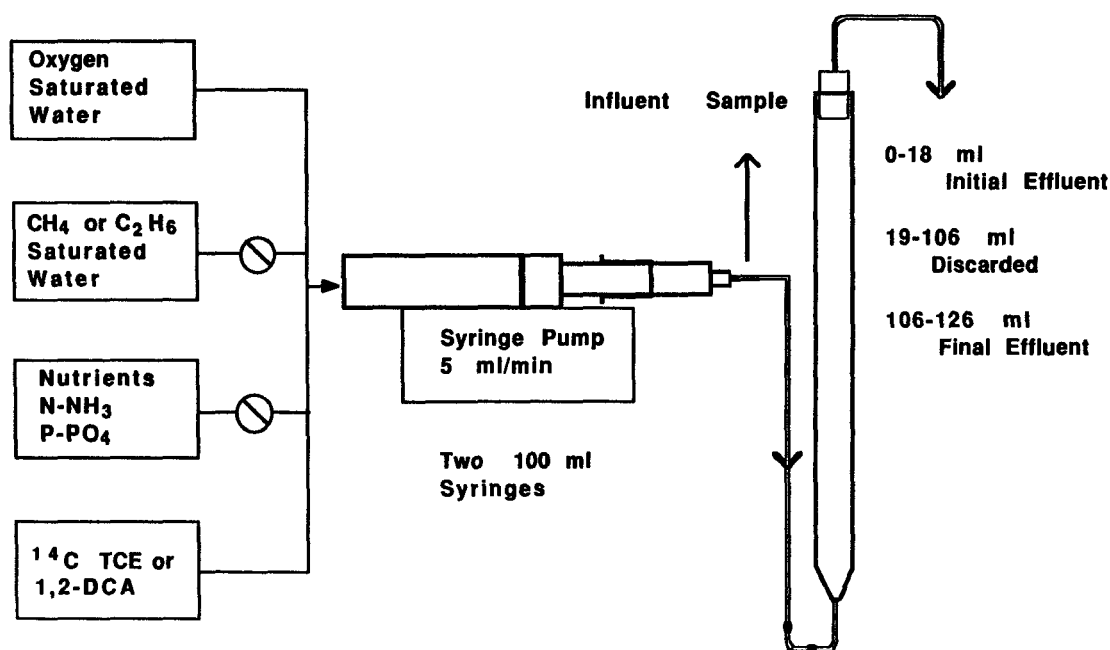 Oxygen
Saturated
Water
CH4 or C2H6
Saturated
Water
Nutrients
N-NH3
P-PO4
14C TCE or
1,2-DCA
Syringe Pump
5 ml/min
Two 100 ml
Syringes
Influent Sample
0-18 ml
Initial Effluent
19-106 ml
Discarded
106-126 ml
Final Effluent